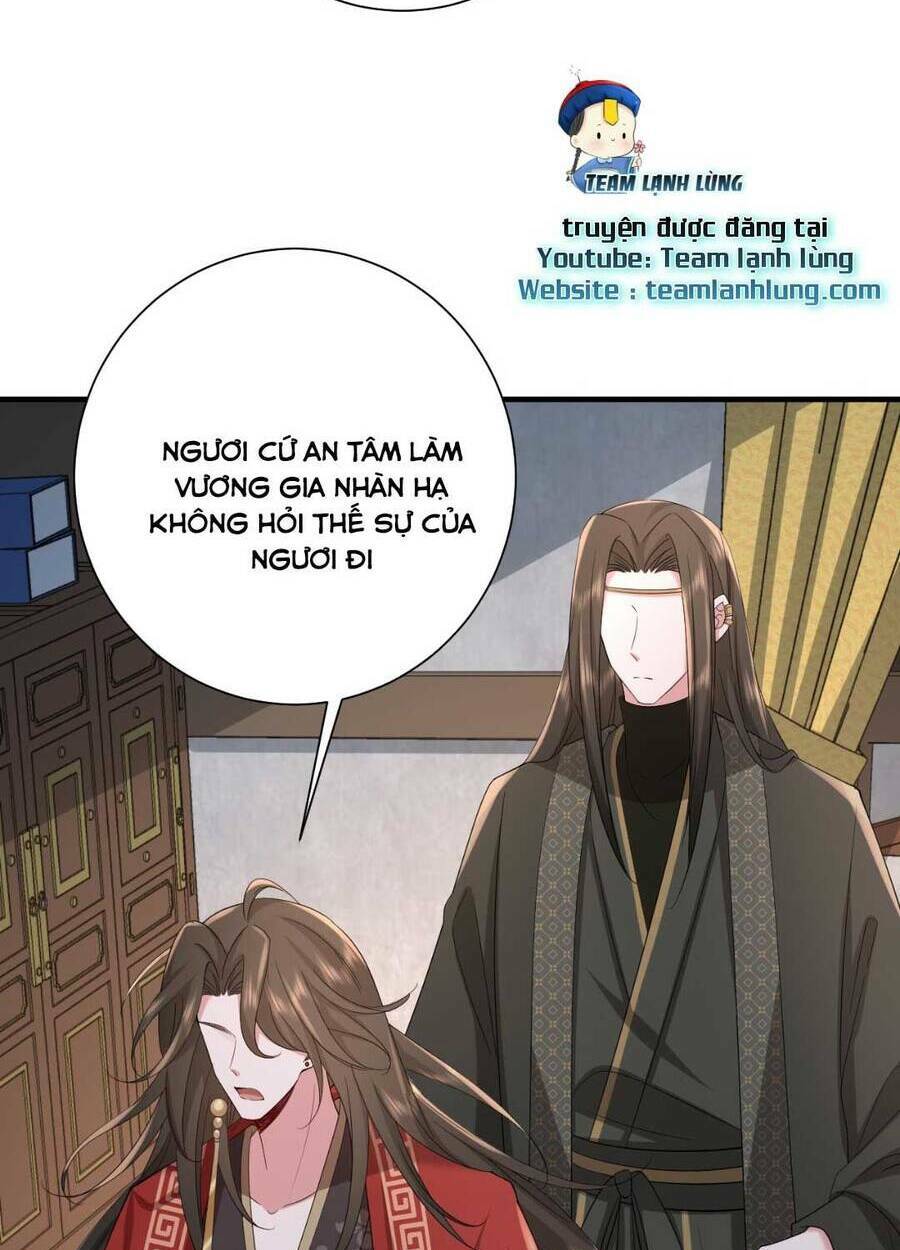 TEAM LẠNH LÙNG
truyện được đăng tại
Youtube: Team lạnh lùng
Website : teamlanhlung.com
NGƯƠI CỨ AN TÂM LÀM
VƯƠNG GIA NHÀN HẠ
KHÔNG HỎI THẾ SỰ CỦA
NGƯƠI ĐI